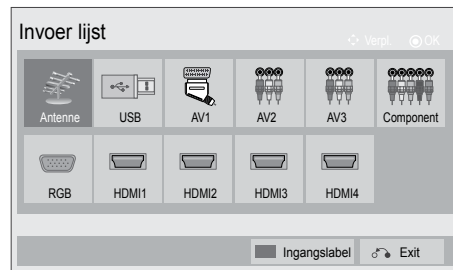 Invoer lijst
Verpl. OK
Antenne USB AV1 AV2 AV3 Component
RGB HDMI1 HDMI2 HDMI3 HDMI4
Ingangslabel Exit